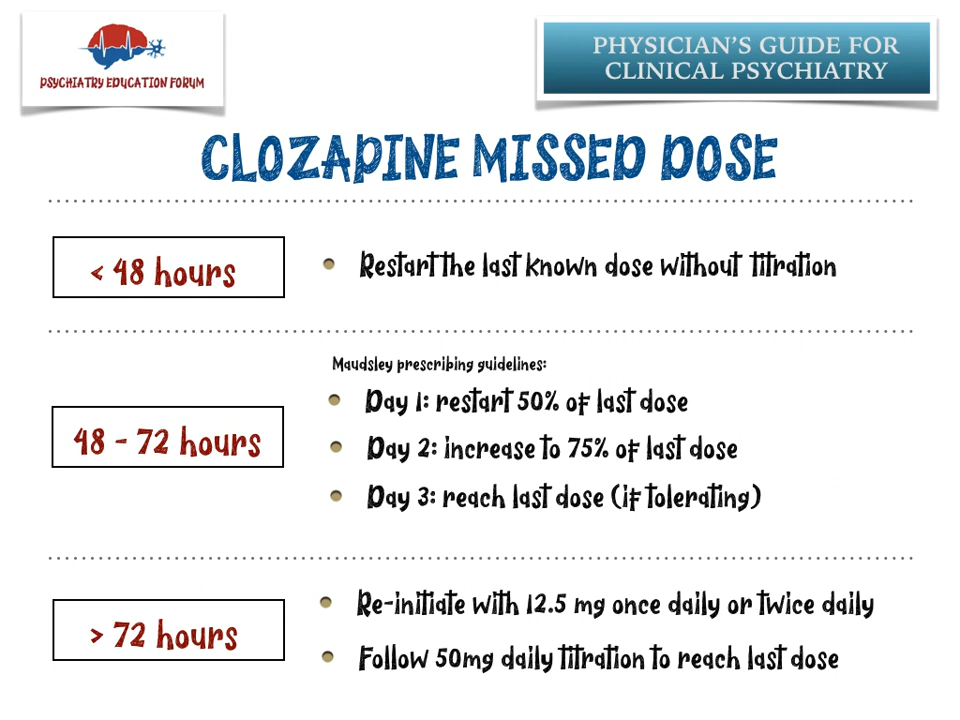 PSYCHIATRY EDUCATION FORUM
PHYSICIAN'S GUIDE FOR
CLINICAL PSYCHIATRY
CLOZAPINE MISSED DOSE
< 48 hours
Restart the last known dose without titration
Maudsley prescribing guidelines:
48 - 72 hours
Day 1: restart 50% of last dose
Day 2: increase to 75% of last dose
Day 3: reach last dose (if tolerating)
> 72 hours
Re-initiate with 12.5 mg once daily or twice daily
Follow 50mg daily titration to reach last dose